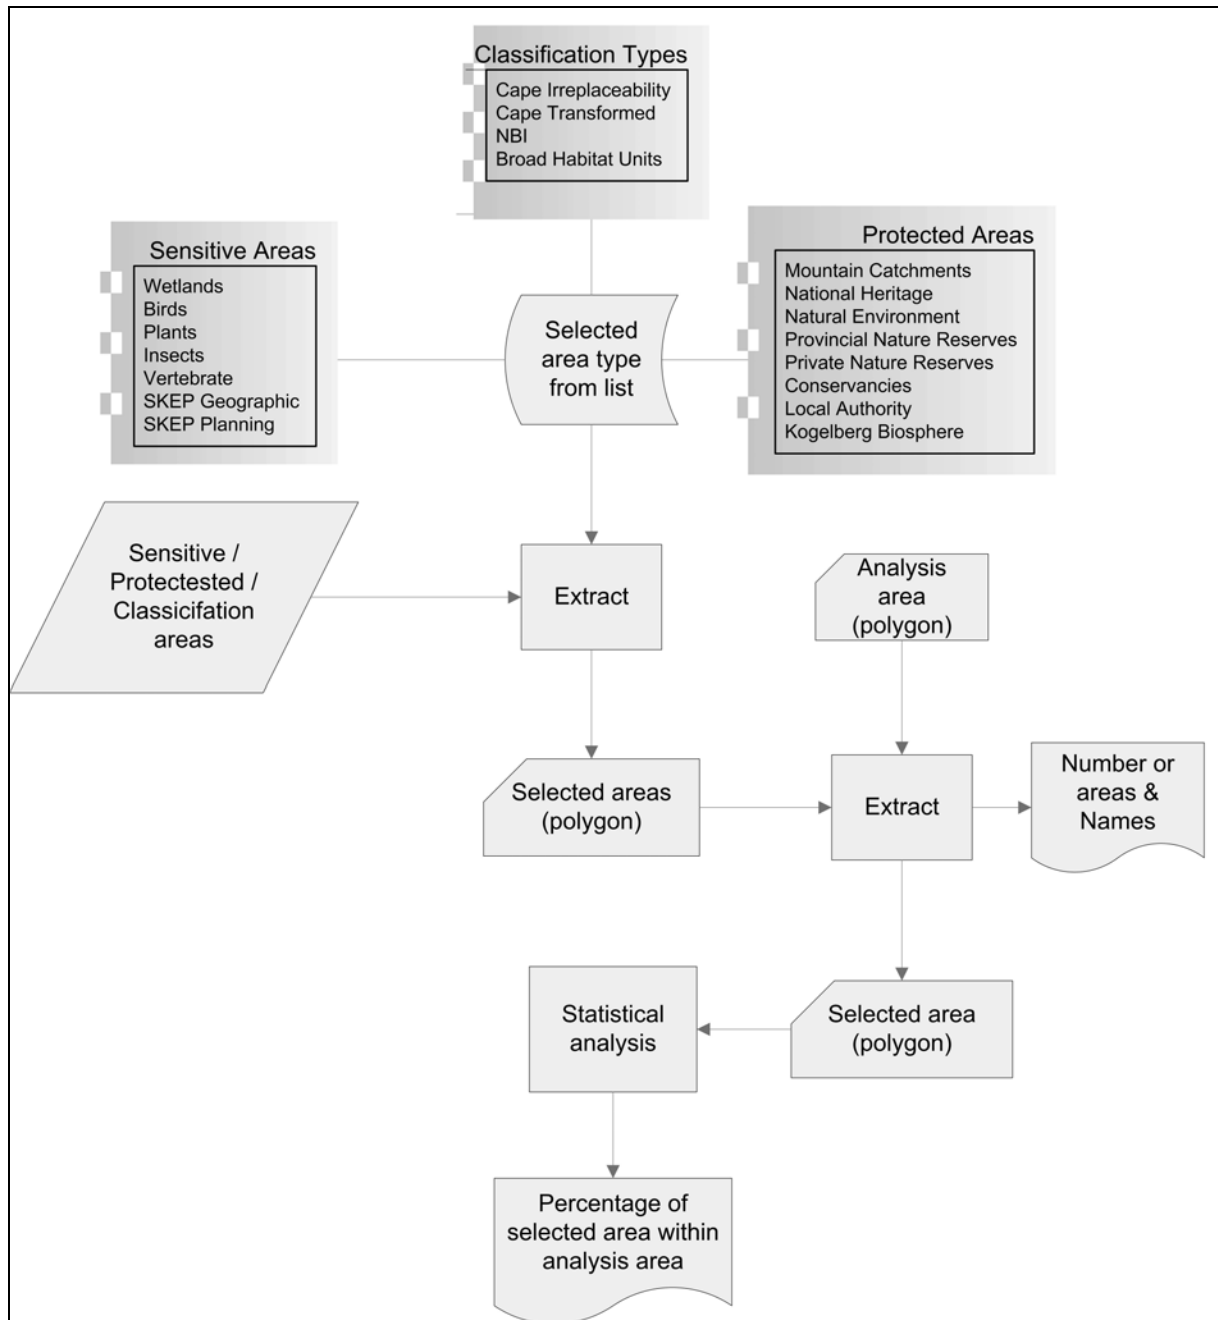 Classification Types
Cape Irreplaceability
Cape Transformed
NBI
Broad Habitat Units
Sensitive Areas
Wetlands
Birds
Plants
Insects
Vertebrate
SKEP Geographic
SKEP Planning
Selected
area type
from list
Protected Areas
Mountain Catchments
National Heritage
Natural Environment
Provincial Nature Reserves
Private Nature Reserves
Conservancies
Local Authority
Kogelberg Biosphere
Sensitive /
Protectested /
Classicifation
areas
Extract
Analysis
area
(polygon)
Selected areas
(polygon)
Extract
Number or
areas &
Names
Statistical
analysis
Selected area
(polygon)
Percentage of
selected area within
analysis area